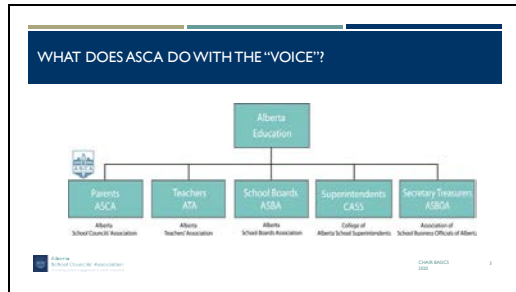 WHAT DOES ASCA DO WITH THE “VOICE”?
Alberta
Education
ASCA
Parents
ASCA
Teachers
ATA
School Boards
ASBA
Superintendents
CASS
Secretary Treasurers
ASBOA
Alberta
School Councils' Association
Alberta
Teachers' Association
Alberta
School Boards Association
College of
Alberta School Superintendents
Association of
School Business Officials of Alberta
Alberta
School Councils' Association
CHAIR BASICS
2020